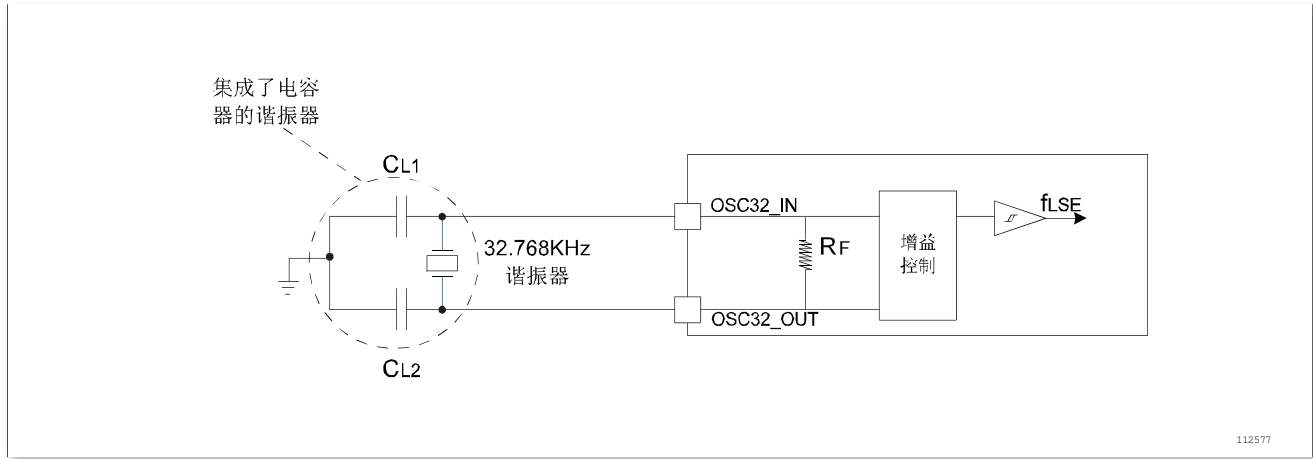 集成了电容
器的谐振器
CL1
OSC32_IN
fLSE
32.768KHz
谐振器
RF
增益
控制
OSC32_OUT
CL2
112577